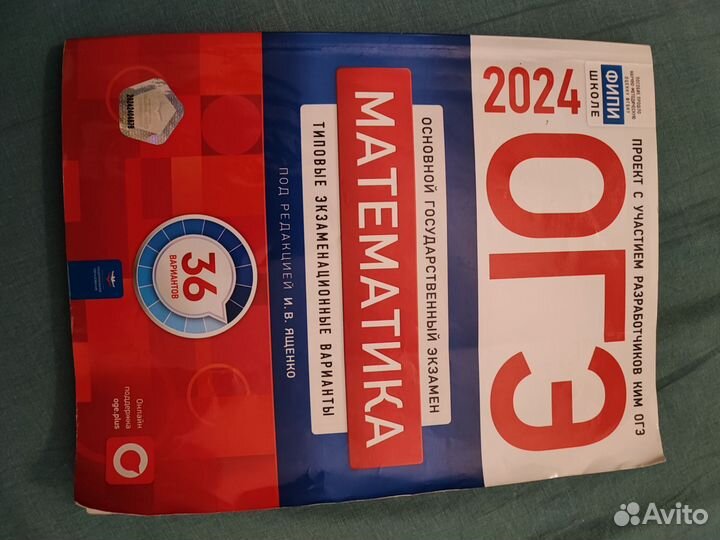 ПРОЕКТ С УЧАСТИЕМ РАЗРАБОТЧИКОВ КИМ ОГЭ
ФИПИ
ШКОЛЕ
2024
ОГЭ
ОСНОВНОЙ ГОСУДАРСТВЕННЫЙ ЭКЗАМЕН
МАТЕМАТИКА
ТИПОВЫЕ ЭКЗАМЕНАЦИОННЫЕ ВАРИАНТЫ
ПОД РЕДАКЦИЕЙ И. В. ЯЩЕНКО
36
ВАРИАНТОВ
Онлайн
поддержка
oge.plus
Avito